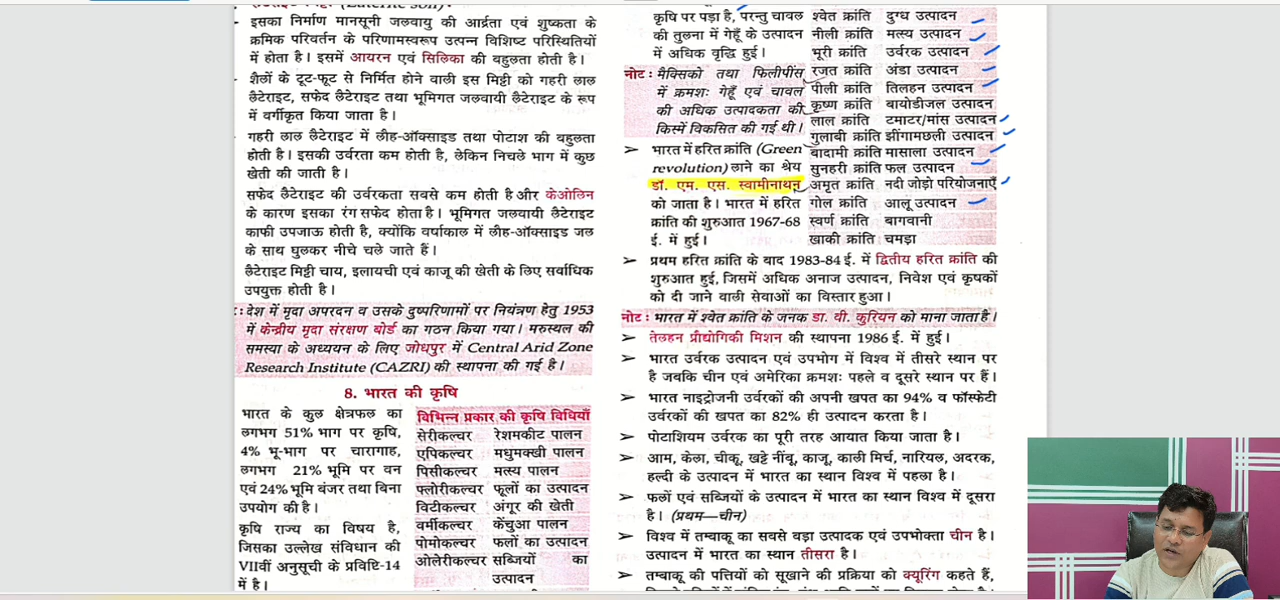 इसका निर्माण मानसूनी जलवायु की आर्द्रता एवं शुष्कता के
क्रमिक परिवर्तन के परिणामस्वरूप उत्पन्न विशिष्ट परिस्थितियों
में होता है। इसमें आयरन एवं सिलिका की बहुलता होती है।
शैलों के टूट-फूट से निर्मित होने वाली इस मिट्टी को गहरी लाल
लैटेराइट, सफेद लैटेराइट तथा भूमिगत जलवायी लैटेराइट के रूप
में वर्गीकृत किया जाता है।
गहरी लाल लैटेराइट में लौह-ऑक्साइड तथा पोटाश की बहुलता
होती है। इसकी उर्वरता कम होती है, लेकिन निचले भाग में कुछ
खेती की जाती है।
सफेद लैटेराइट की उर्वरकता सबसे कम होती है और केओलिन
के कारण इसका रंग सफेद होता है। भूमिगत जलवायी लैटेराइट
काफी उपजाऊ होती है, क्योंकि वर्षाकाल में लौह-ऑक्साइड जल
के साथ घुलकर नीचे चले जाते हैं।
लैटेराइट मिट्टी चाय, इलायची एवं काजू की खेती के लिए सर्वाधिक
उपयुक्त होती है।
: देश में मृदा अपरदन व उसके दुष्परिणामों पर नियंत्रण हेतु 1953
में केन्द्रीय मृदा संरक्षण बोर्ड का गठन किया गया। मरुस्थल की
समस्या के अध्ययन के लिए जोधपुर में Central Arid Zone
Research Institute (CAZRI) की स्थापना की गई है।
8. भारत की कृषि
भारत के कुल क्षेत्रफल का
लगभग 51% भाग पर कृषि,
4% भू-भाग पर चारागाह,
लगभग 21% भूमि पर वन
एवं 24% भूमि बंजर तथा बिना
उपयोग की है।
कृषि राज्य का विषय है,
जिसका उल्लेख संविधान की
VIIवीं अनुसूची के प्रविष्टि-14
में है।
विभिन्न प्रकार की कृषि विधियाँ
सेरीकल्चर रेशमकीट पालन
एपिकल्चर मधुमक्खी पालन
पिसीकल्चर मत्स्य पालन
फ्लोरीकल्चर फूलों का उत्पादन
विटीकल्चर अंगूर की खेती
वर्मीकल्चर केंचुआ पालन
पोमोकल्चर फलों का उत्पादन
ओलेरीकल्चर सब्जियों का
उत्पादन
कृषि पर पड़ा है, परन्तु चावल
की तुलना में गेहूँ के उत्पादन
में अधिक वृद्धि हुई।
नोट : मैक्सिको तथा फिलीपींस
में क्रमशः गेहूँ एवं चावल
की अधिक उत्पादकता की
किस्में विकसित की गई थी।
➢ भारत में हरित क्रांति (Green
revolution) लाने का श्रेय
डॉ. एम. एस. स्वामीनाथन
को जाता है। भारत में हरित
क्रांति की शुरुआत 1967-68
ई. में हुई।
श्वेत क्रांति दुग्ध उत्पादन
नीली क्रांति मत्स्य उत्पादन
भूरी क्रांति उर्वरक उत्पादन
रजत क्रांति अंडा उत्पादन
पीली क्रांति तिलहन उत्पादन
कृष्ण क्रांति बायोडीजल उत्पादन
लाल क्रांति टमाटर/मांस उत्पादन
गुलाबी क्रांति झींगामछली उत्पादन
बादामी क्रांति मासाला उत्पादन
सुनहरी क्रांति फल उत्पादन
अमृत क्रांति नदी जोड़ो परियोजनाएँ
गोल क्रांति आलूं उत्पादन
स्वर्ण क्रांति बागवानी
खाकी क्रांति चमड़ा
➢ प्रथम हरित क्रांति के बाद 1983-84 ई. में द्वितीय हरित क्रांति की
शुरुआत हुई, जिसमें अधिक अनाज उत्पादन, निवेश एवं कृषकों
को दी जाने वाली सेवाओं का विस्तार हुआ।
नोट : भारत में श्वेत क्रांति के जनक डा. वी. कुरियन को माना जाता है।
➢ तेलहन प्रौद्योगिकी मिशन की स्थापना 1986 ई. में हुई।
➢ भारत उर्वरक उत्पादन एवं उपभोग में विश्व में तीसरे स्थान पर
है जबकि चीन एवं अमेरिका क्रमशः पहले व दूसरे स्थान पर हैं।
➢ भारत नाइट्रोजनी उर्वरकों की अपनी खपत का 94% व फॉस्फेटी
उर्वरकों की खपत का 82% ही उत्पादन करता है।
➢ पोटाशियम उर्वरक का पूरी तरह आयात किया जाता है।
➢ आम, केला, चीकू, खट्टे नींबू, काजू, काली मिर्च, नारियल, अदरक,
हल्दी के उत्पादन में भारत का स्थान विश्व में पहला है।
➢ फलों एवं सब्जियों के उत्पादन में भारत का स्थान विश्व में दूसरा
है। (प्रथम—चीन)
➢ विश्व में तम्बाकू का सबसे बड़ा उत्पादक एवं उपभोक्ता चीन है।
उत्पादन में भारत का स्थान तीसरा है।
➢ तम्बाकू की पत्तियों को सूखाने की प्रक्रिया को क्यूरिंग कहते हैं,